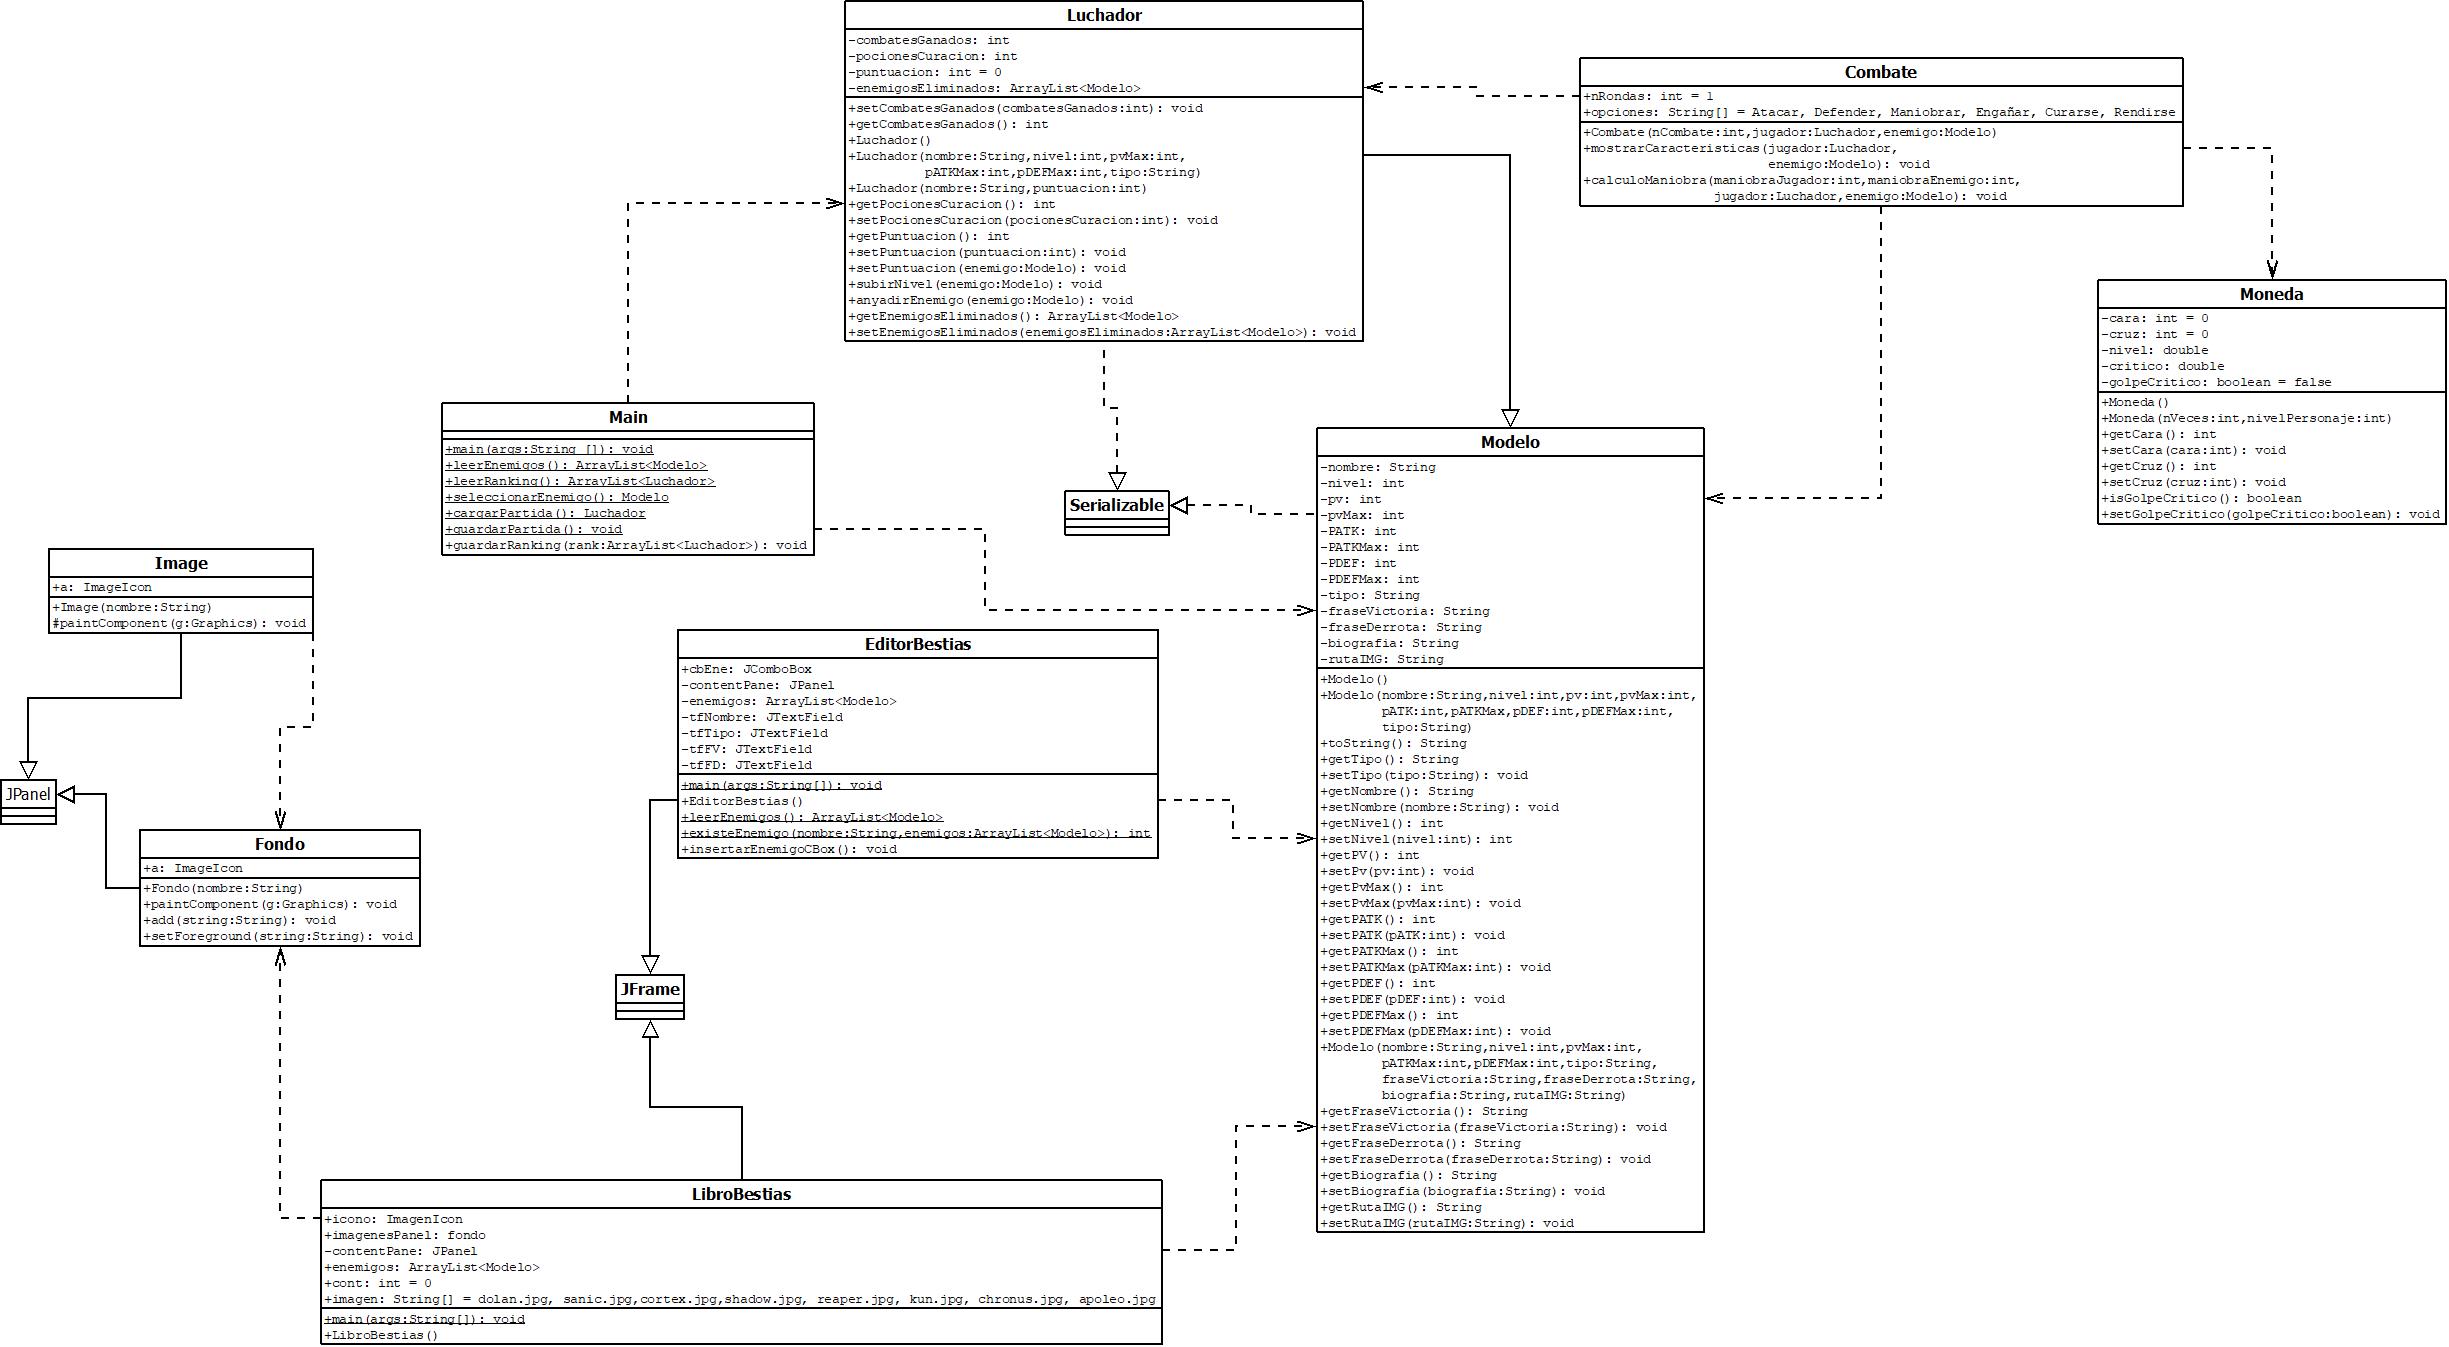 Luchador
-combatesGanados: int
-pocionesCuracion: int
-puntuacion: int = 0
-enemigosEliminados: ArrayList<Modelo>
+setCombatesGanados(combatesGanados:int): void
+getCombatesGanados(): int
+Luchador()
+Luchador(nombre:String,nivel:int,pvMax:int,
pATKMax:int,pDEFMax:int,tipo:String)
+Luchador(nombre:String,puntuacion:int)
+getPocionesCuracion(): int
+setPocionesCuracion(pocionesCuracion:int): void
+getPuntuacion(): int
+setPuntuacion(puntuacion:int): void
+setPuntuacion(enemigo:Modelo): void
+subirNivel(enemigo:Modelo): void
+anyadirEnemigo(enemigo:Modelo): void
+getEnemigosEliminados(): ArrayList<Modelo>
+setEnemigosEliminados(enemigosEliminados:ArrayList<Modelo>): void
Combate
+nRondas: int = 1
+opciones: String[] = Atacar, Defender, Maniobrar, Engañar, Curarse, Rendirse
+Combate(nCombate:int,jugador:Luchador,enemigo:Modelo)
+mostrarCaracteristicas(jugador:Luchador,
enemigo:Modelo): void
+calculoManiobra(maniobraJugador:int,maniobraEnemigo:int,
jugador:Luchador,enemigo:Modelo): void
Moneda
-cara: int = 0
-cruz: int = 0
-nivel: double
-critico: double
-golpeCritico: boolean = false
+Moneda()
+Moneda(nVeces:int,nivelPersonaje:int)
+getCara(): int
+setCara(cara:int): void
+getCruz(): int
+setCruz(cruz:int): void
+isGolpeCritico(): boolean
+setGolpeCritico(golpeCritico:boolean): void
Main
+main(args:String []): void
+leerEnemigos(): ArrayList<Modelo>
+leerRanking(): ArrayList<Luchador>
+seleccionarEnemigo(): Modelo
+cargarPartida(): Luchador
+guardarPartida(): void
+guardarRanking(rank:ArrayList<Luchador>): void
Serializable
Modelo
-nombre: String
-nivel: int
-pv: int
-pvMax: int
-PATK: int
-PATKMax: int
-PDEF: int
-PDEFMax: int
-tipo: String
-fraseVictoria: String
-fraseDerrota: String
-biografia: String
-rutaIMG: String
+Modelo()
+Modelo(nombre:String,nivel:int,pv:int,pvMax:int,
pATK:int,pATKMax,pDEF:int,pDEFMax:int,
tipo:String)
+toString(): String
+getTipo(): String
+setTipo(tipo:String): void
+getNombre(): String
+setNombre(nombre:String): void
+getNivel(): int
+setNivel(nivel:int): int
+getPV(): int
+setPv(pv:int): void
+getPvMax(): int
+setPvMax(pvMax:int): void
+getPATK(): int
+setPATK(pATK:int): void
+getPATKMax(): int
+setPATKMax(pATKMax:int): void
+getPDEF(): int
+setPDEF(pDEF:int): void
+getPDEFMax(): int
+setPDEFMax(pDEFMax:int): void
+Modelo(nombre:String,nivel:int,pvMax:int,
pATKMax:int,pDEFMax:int,tipo:String,
fraseVictoria:String,fraseDerrota:String,
biografia:String,rutaIMG:String)
+getFraseVictoria(): String
+setFraseVictoria(fraseVictoria:String): void
+getFraseDerrota(): String
+setFraseDerrota(fraseDerrota:String): void
+getBiografia(): String
+setBiografia(biografia:String): void
+getRutaIMG(): String
+setRutaIMG(rutaIMG:String): void
Image
+a: ImageIcon
+Image(nombre:String)
#paintComponent(g:Graphics): void
JPanel
Fondo
+a: ImageIcon
+Fondo(nombre:String)
+paintComponent(g:Graphics): void
+add(string:String): void
+setForeground(string:String): void
EditorBestias
+cbEne: JComboBox
-contentPane: JPanel
-enemigos: ArrayList<Modelo>
-tfNombre: JTextField
-tfTipo: JTextField
-tfFV: JTextField
-tfFD: JTextField
+main(args:String[]): void
+EditorBestias()
+leerEnemigos(): ArrayList<Modelo>
+existeEnemigo(nombre:String,enemigos:ArrayList<Modelo>): int
+insertarEnemigoCBox(): void
JFrame
LibroBestias
+icono: ImagenIcon
+imagenesPanel: fondo
-contentPane: JPanel
+enemigos: ArrayList<Modelo>
+cont: int = 0
+imagen: String[] = dolan.jpg, sanic.jpg,cortex.jpg,shadow.jpg, reaper.jpg, kun.jpg, chronus.jpg, apoleo.jpg
+main(args:String[]): void
+LibroBestias()